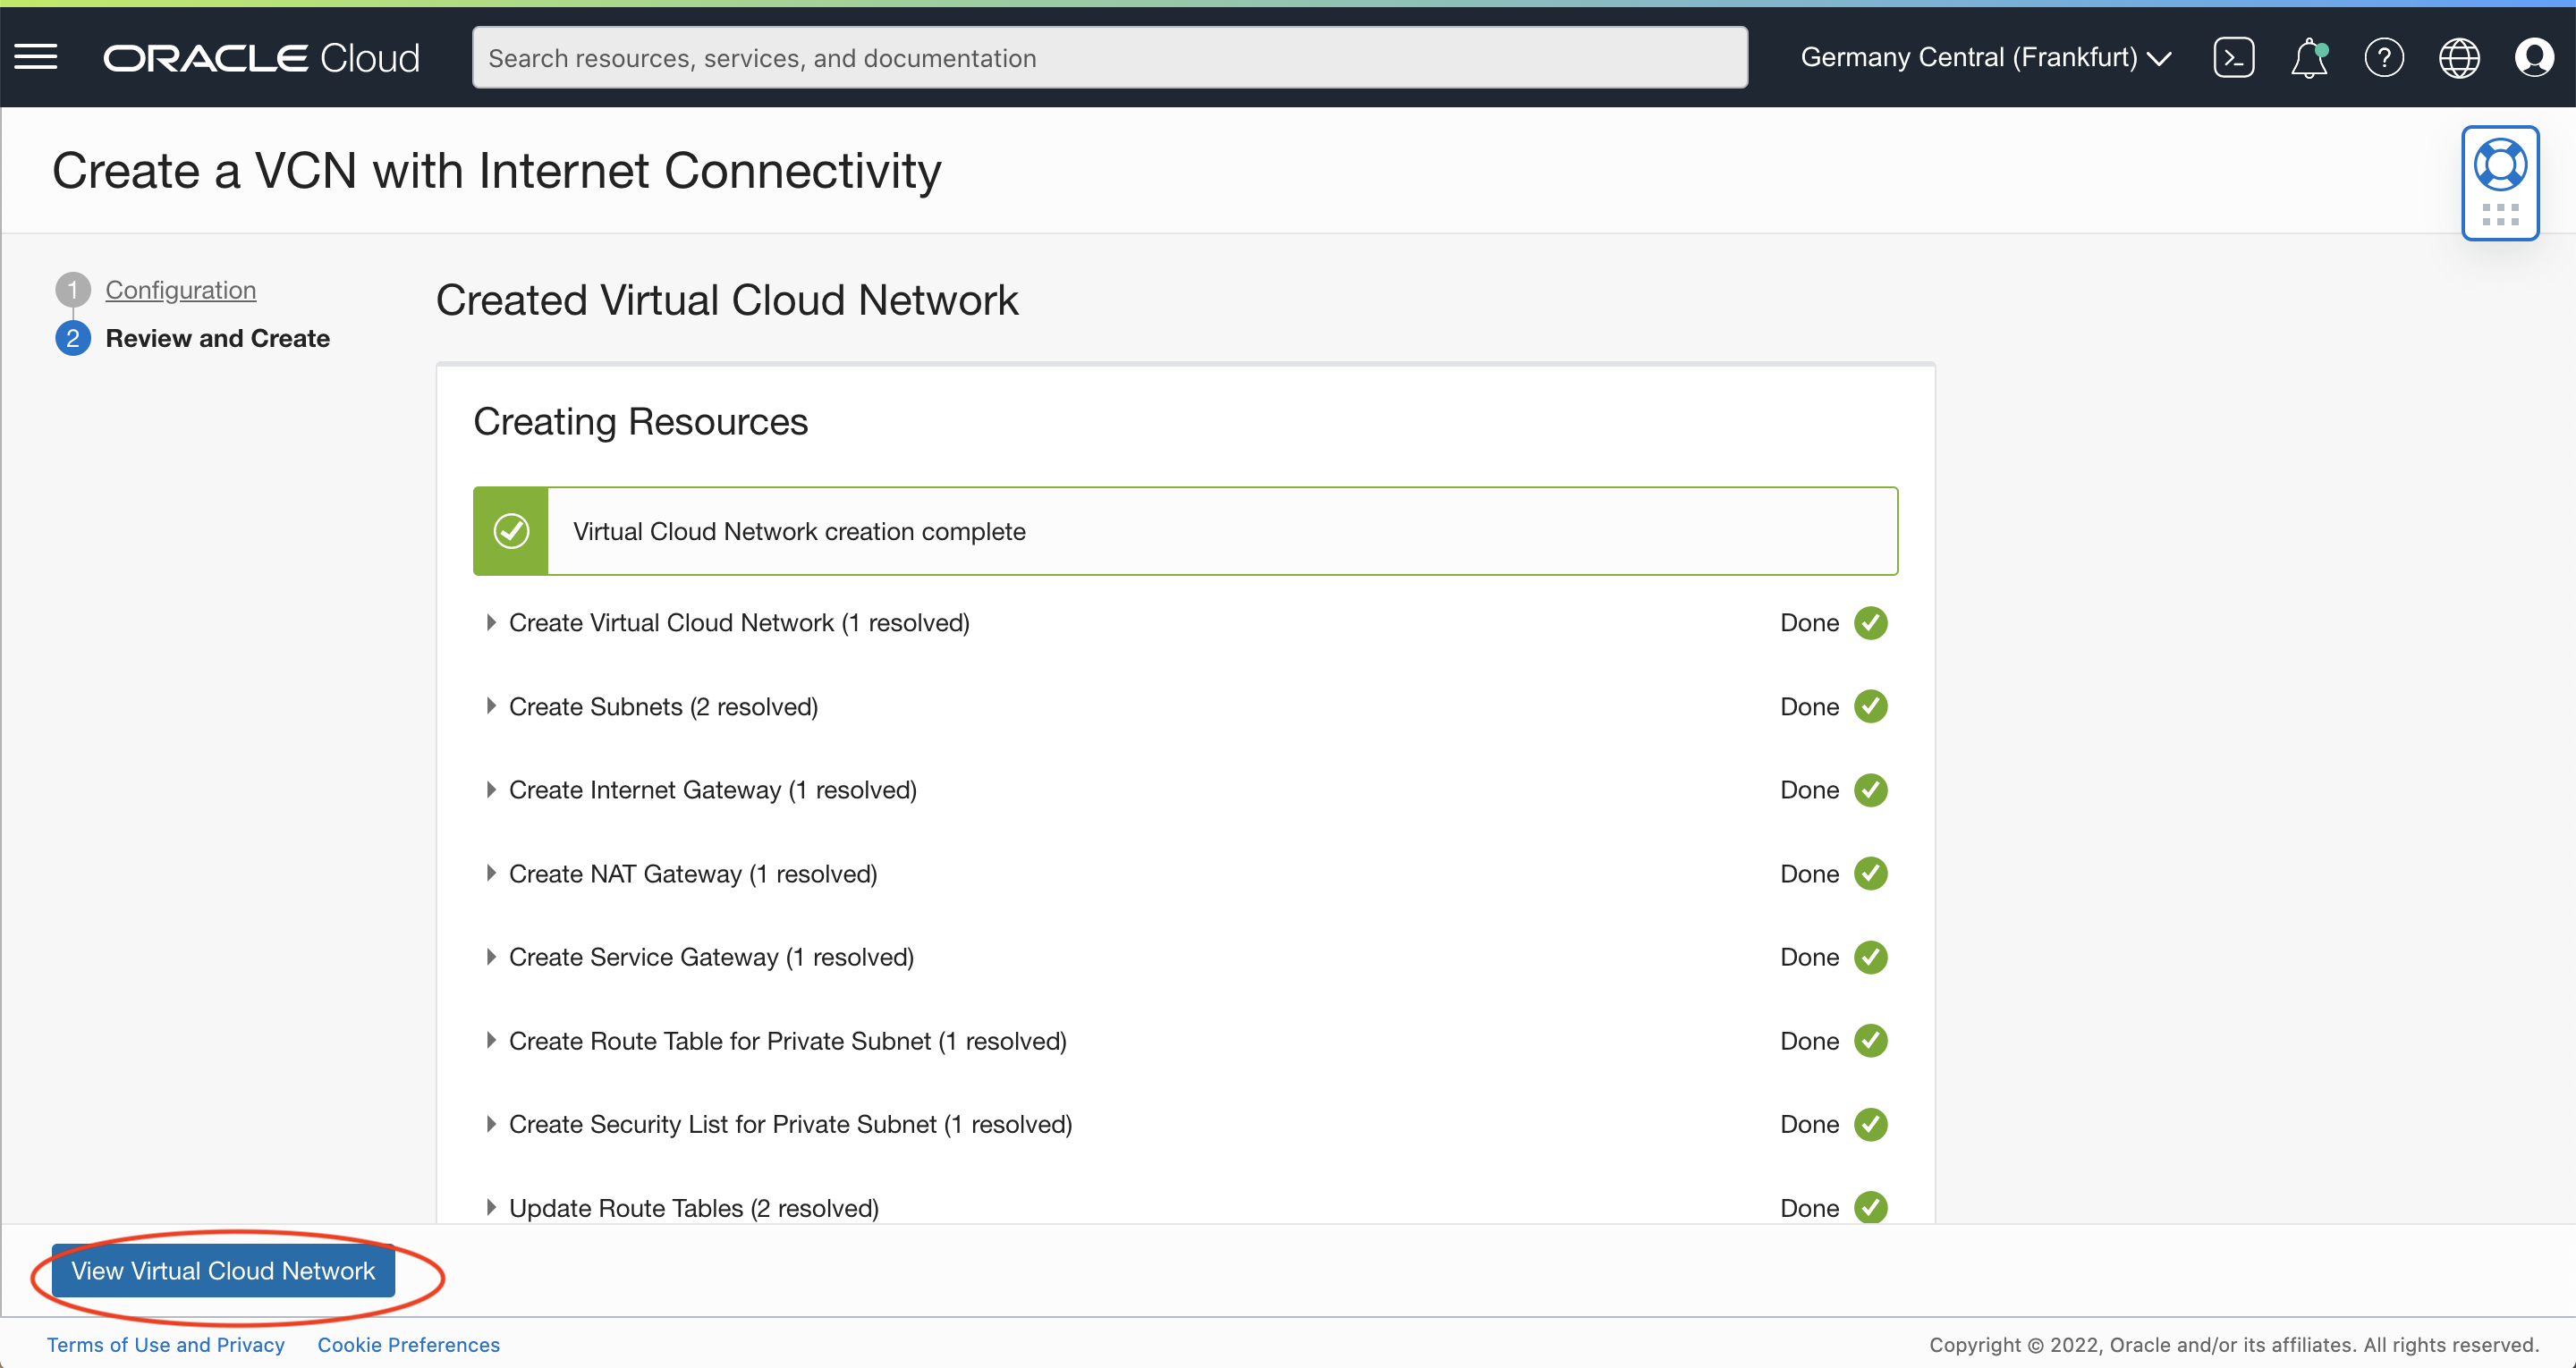 ORACLE Cloud
Search resources, services, and documentation
Germany Central (Frankfurt)
Create a VCN with Internet Connectivity
1 Configuration
2 Review and Create
Created Virtual Cloud Network
Creating Resources
Virtual Cloud Network creation complete
Create Virtual Cloud Network (1 resolved) Done
Create Subnets (2 resolved) Done
Create Internet Gateway (1 resolved) Done
Create NAT Gateway (1 resolved) Done
Create Service Gateway (1 resolved) Done
Create Route Table for Private Subnet (1 resolved) Done
Create Security List for Private Subnet (1 resolved) Done
Update Route Tables (2 resolved) Done
View Virtual Cloud Network
Terms of Use and Privacy Cookie Preferences Copyright © 2022, Oracle and/or its affiliates. All rights reserved.